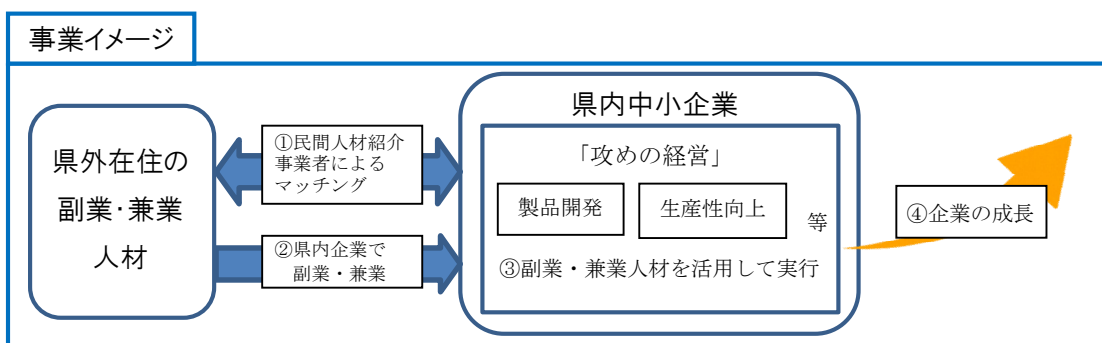 事業イメージ
県外在住の
副業・兼業
人材
①民間人材紹介
事業者による
マッチング
②県内企業で
副業・兼業
県内中小企業
「攻めの経営」
製品開発
生産性向上
等
③副業・兼業人材を活用して実行
④企業の成長